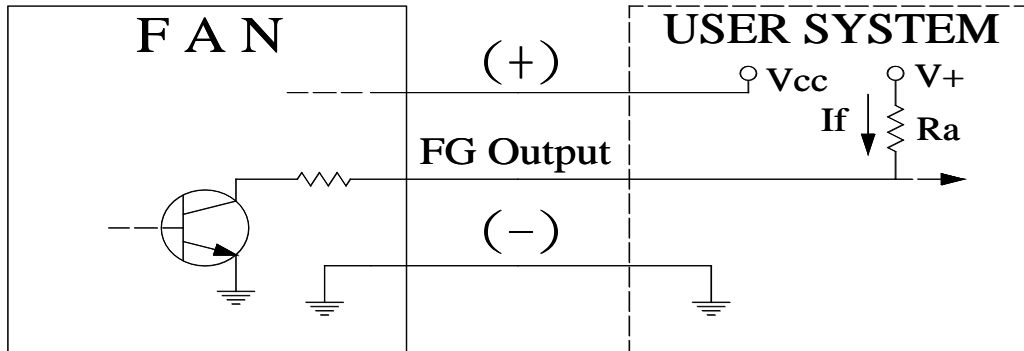 F A N
USER SYSTEM
(+)
Vcc
V+
If
Ra
FG Output
(−)